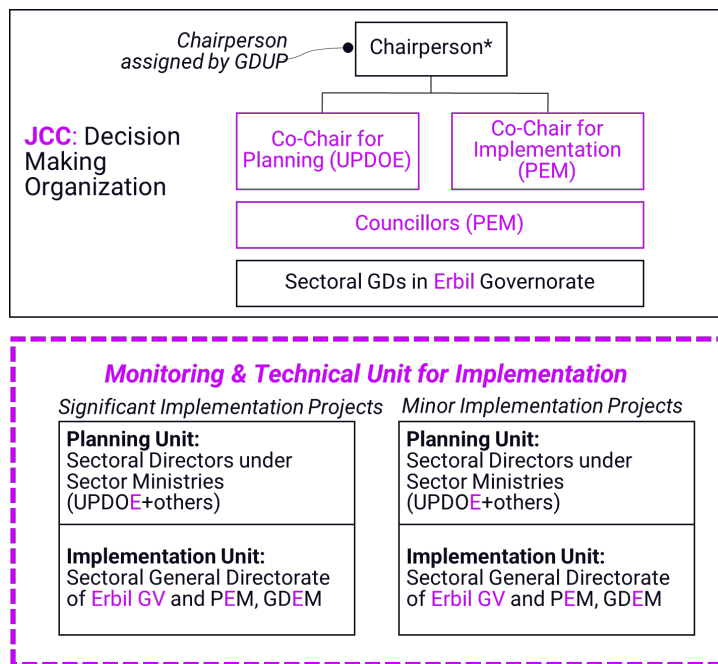 Chairperson
assigned by GDUP
Chairperson*
JCC: Decision
Making
Organization
Co-Chair for
Planning (UPDOE)
Co-Chair for
Implementation
(PEM)
Councillors (PEM)
Sectoral GDs in Erbil Governorate
Monitoring & Technical Unit for Implementation
Significant Implementation Projects
Planning Unit:
Sectoral Directors under
Sector Ministries
(UPDOE+others)
Implementation Unit:
Sectoral General Directorate
of Erbil GV and PEM, GDEM
Minor Implementation Projects
Planning Unit:
Sectoral Directors under
Sector Ministries
(UPDOE+others)
Implementation Unit:
Sectoral General Directorate
of Erbil GV and PEM, GDEM